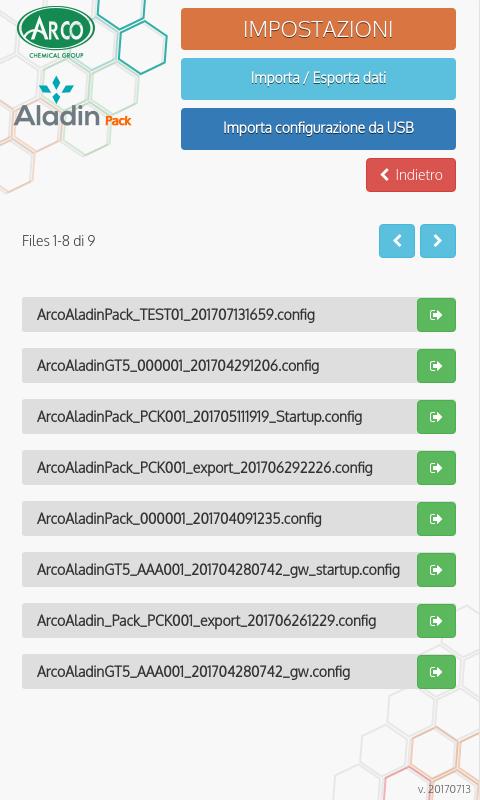 ARCO
CHEMICAL GROUP
Aladin Pack
IMPOSTAZIONI
Importa / Esporta dati
Importa configurazione da USB
Indietro
Files 1-8 di 9
ArcoAladinPack_TEST01_201707131659.config
ArcoAladinGT5_000001_201704291206.config
ArcoAladinPack_PCK001_201705111919_Startup.config
ArcoAladinPack_PCK001_export_201706292226.config
ArcoAladinPack_000001_201704091235.config
ArcoAladinGT5_AAA001_201704280742_gw_startup.config
ArcoAladin_Pack_PCK001_export_201706261229.config
ArcoAladinGT5_AAA001_201704280742_gw.config
v. 20170713